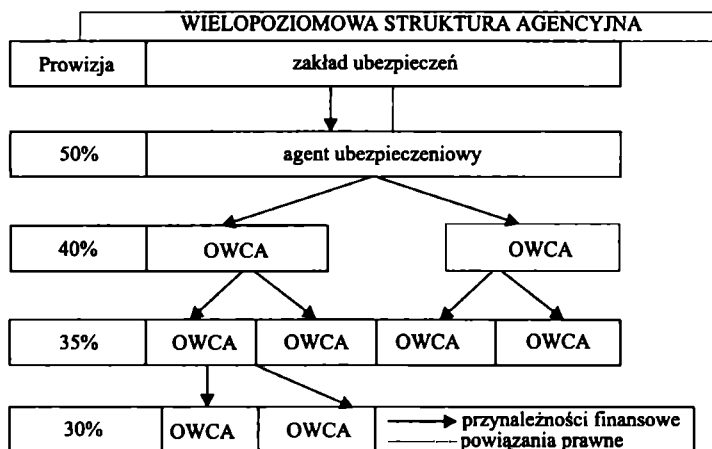 WIELOPOZIOMOWA STRUKTURA AGENCYJNA
Prowizja zakład ubezpieczeń
50% agent ubezpieczeniowy
40% OWCA OWCA
35% OWCA OWCA OWCA OWCA
30% OWCA OWCA
przynależności finansowe
powiązania prawne